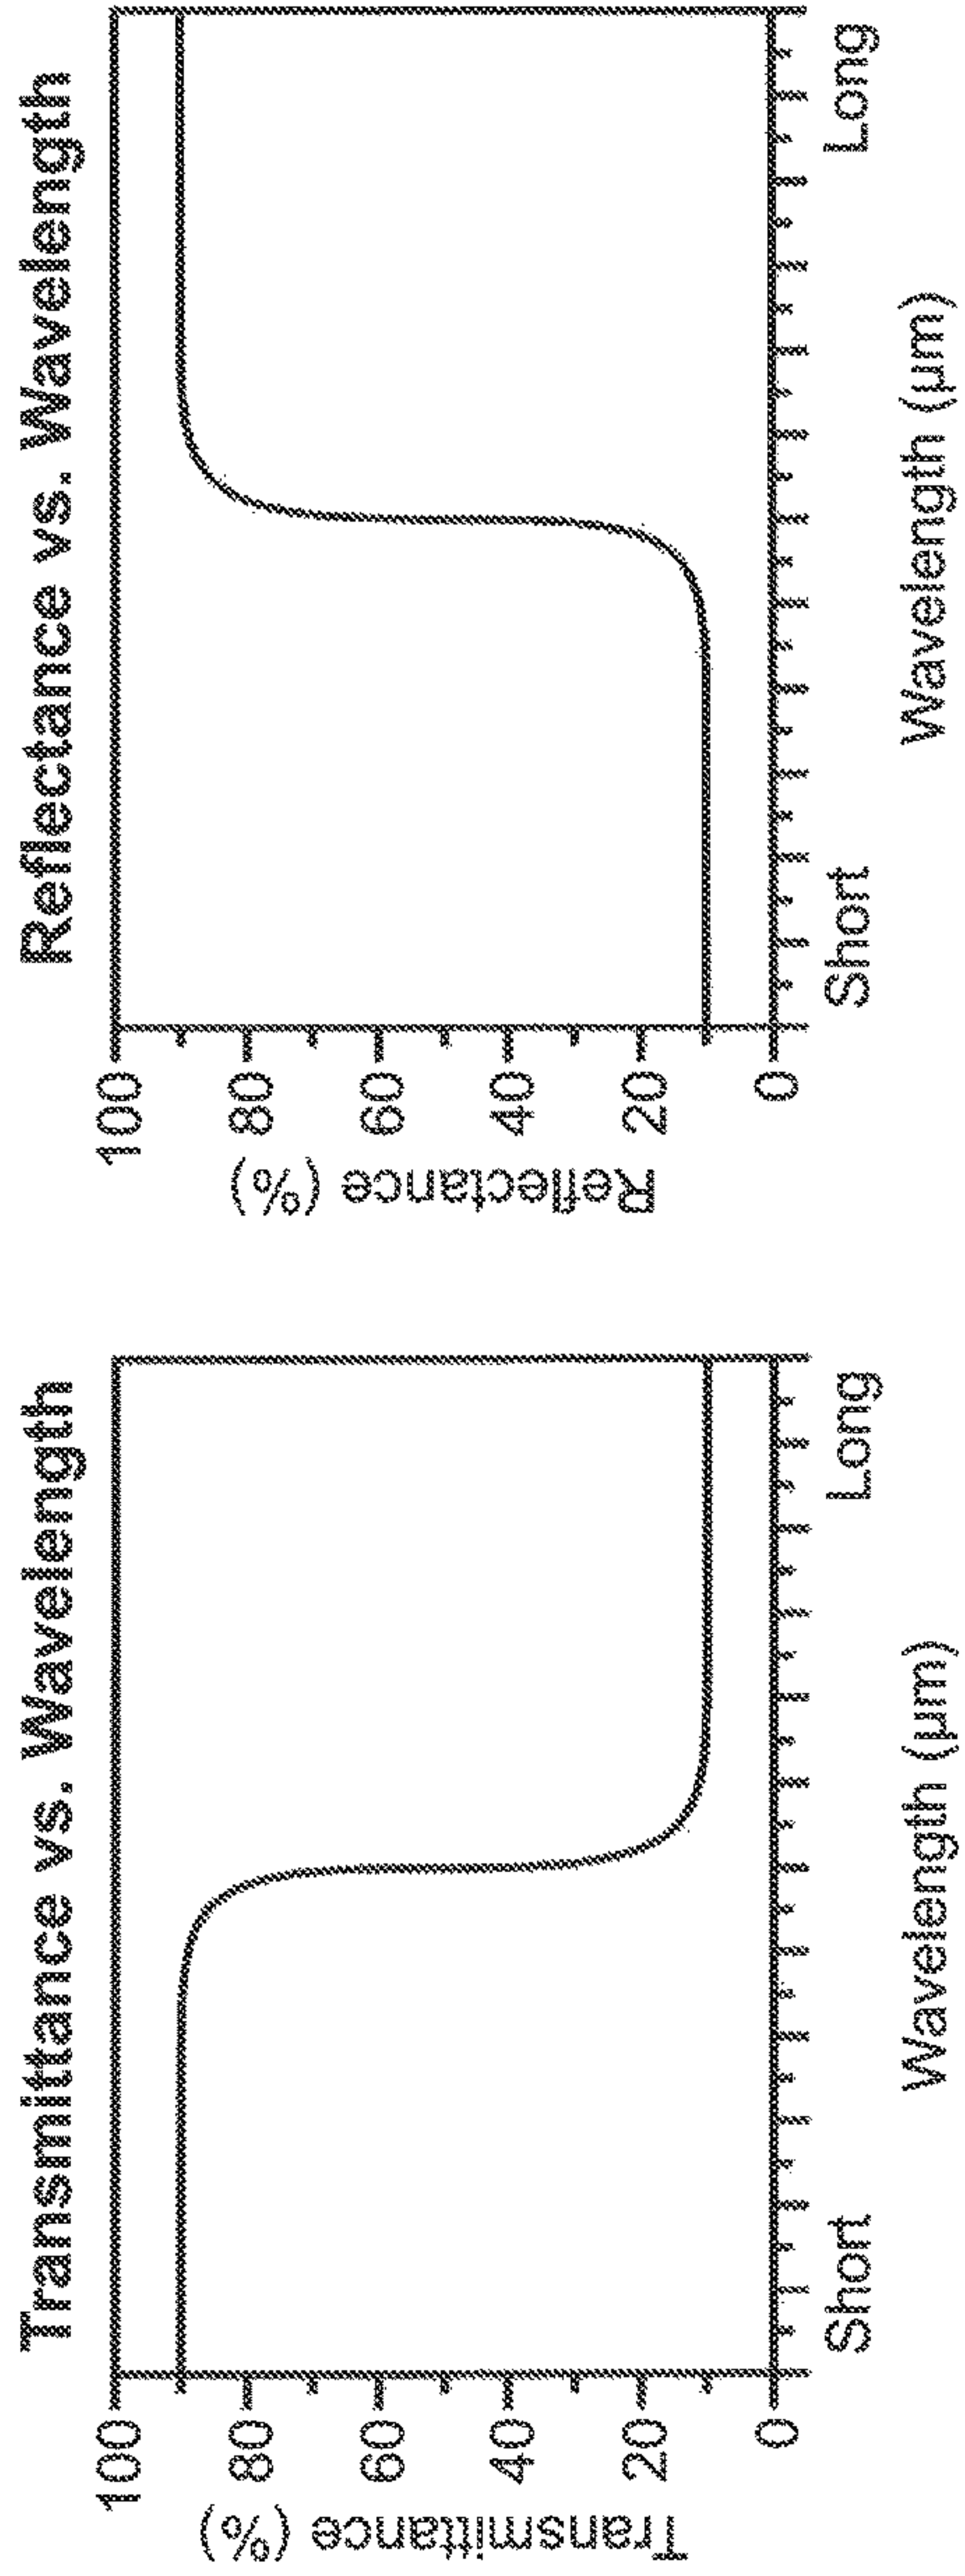 Transmittance vs. Wavelength
Transmittance (%)
100
80
60
40
20
0
Short
Long
Wavelength (µm)
Reflectance vs. Wavelength
Reflectance (%)
100
80
60
40
20
0
Short
Long
Wavelength (µm)